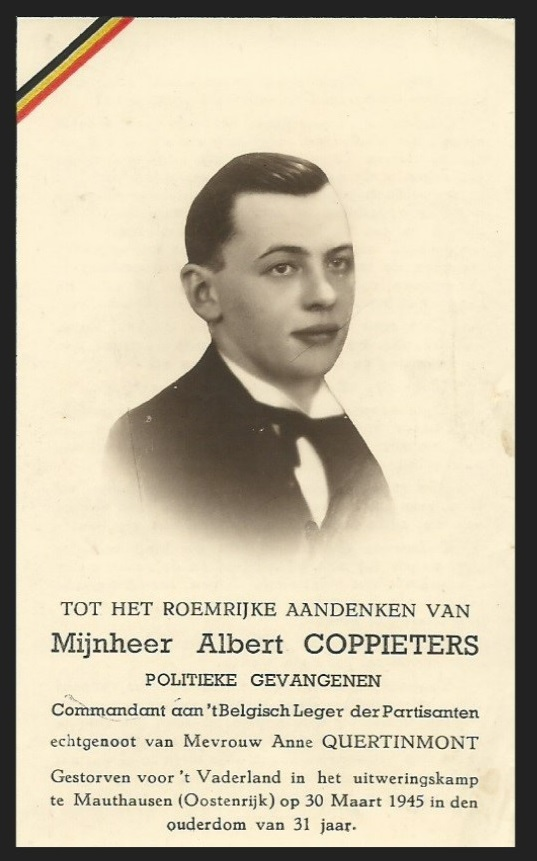 TOT HET ROEMRIJKE AANDENKEN VAN
Mijnheer Albert COPPIETERS
POLITIEKE GEVANGENEN
Commandant aan 't Belgisch Leger der Partisanten
echtgenoot van Mevrouw Anne QUERTINMONT
Gestorven voor 't Vaderland in het uitweringskamp
te Mauthausen (Oostenrijk) op 30 Maart 1945 in den
ouderdom van 31 jaar.